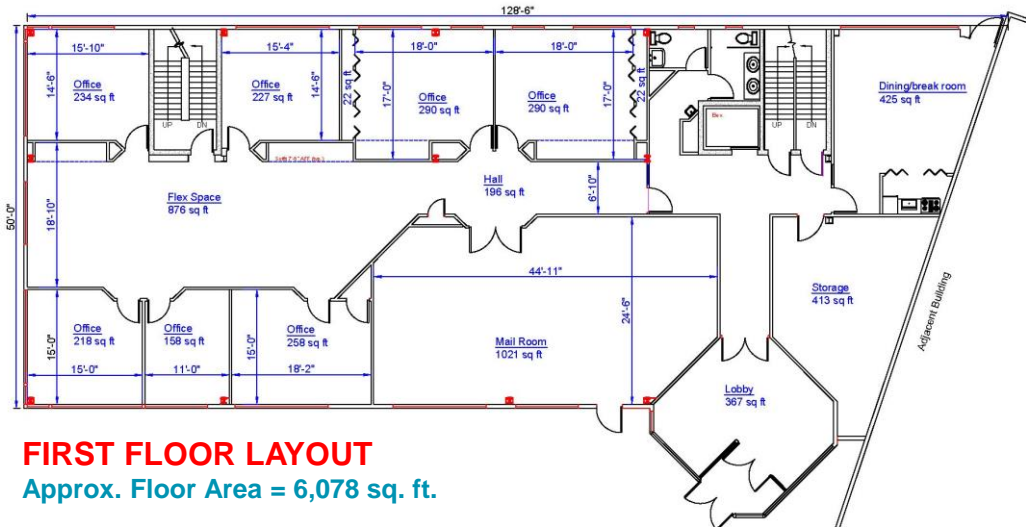 128'-6"
15'-10"
15'-4"
18'-0"
18'-0"
Office
234 sq ft
14'-6"
Office
227 sq ft
14'-6"
22 sq ft
17'-0"
Office
290 sq ft
Office
290 sq ft
17'-0"
22 sq ft
Dining/break room
425 sq ft
Elev.
UP DN
UP DN
50'-0"
18'-10"
Flex Space
876 sq ft
Hall
196 sq ft
6'-10"
44'-11"
24'-6"
Storage
413 sq ft
Adjacent Building
15'-0"
Office
218 sq ft
15'-0"
Office
158 sq ft
11'-0"
15'-0"
Office
258 sq ft
18'-2"
Mail Room
1021 sq ft
Lobby
367 sq ft
FIRST FLOOR LAYOUT
Approx. Floor Area = 6,078 sq. ft.